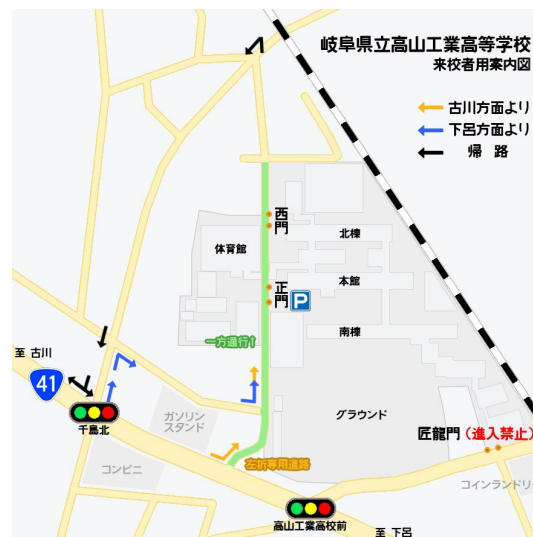 岐阜県立高山工業高等学校
来校者用案内図
古川方面より
下呂方面より
帰路
西門
北棟
体育館
本館
正門
P
南棟
一方通行!
至 古川
41
千島北
ガソリン
スタンド
グラウンド
匠龍門(進入禁止)
左折専用道路
コンビニ
コインランドリー
高山工業高校前
至 下呂